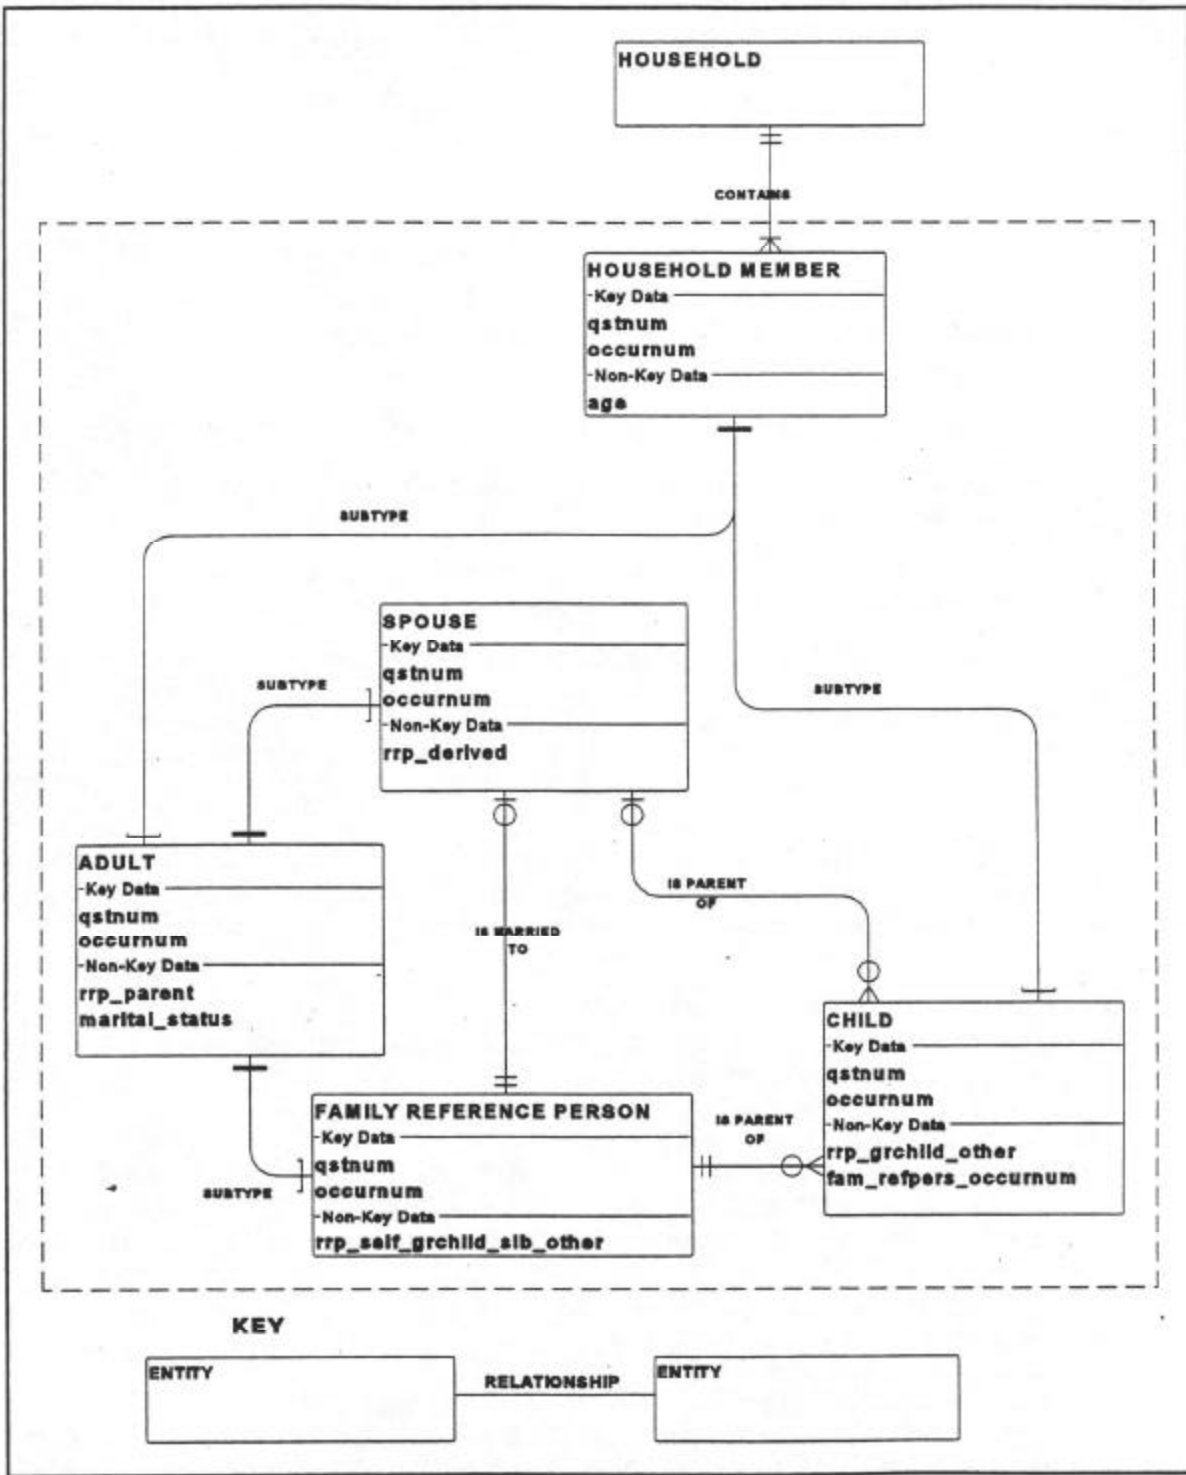 HOUSEHOLD
CONTAINS
HOUSEHOLD MEMBER
Key Data
qstnum
occurnum
Non-Key Data
age
SUBTYPE
SPOUSE
Key Data
qstnum
occurnum
Non-Key Data
rrp_derived
SUBTYPE
SUBTYPE
ADULT
Key Data
qstnum
occurnum
Non-Key Data
rrp_parent
marital_status
IS PARENT
OF
IS MARRIED
TO
CHILD
Key Data
qstnum
occurnum
Non-Key Data
rrp_grchild_other
fam_refpers_occurnum
FAMILY REFERENCE PERSON
Key Data
qstnum
occurnum
Non-Key Data
rrp_self_grchild_sib_other
IS PARENT
OF
SUBTYPE
KEY
ENTITY
RELATIONSHIP
ENTITY